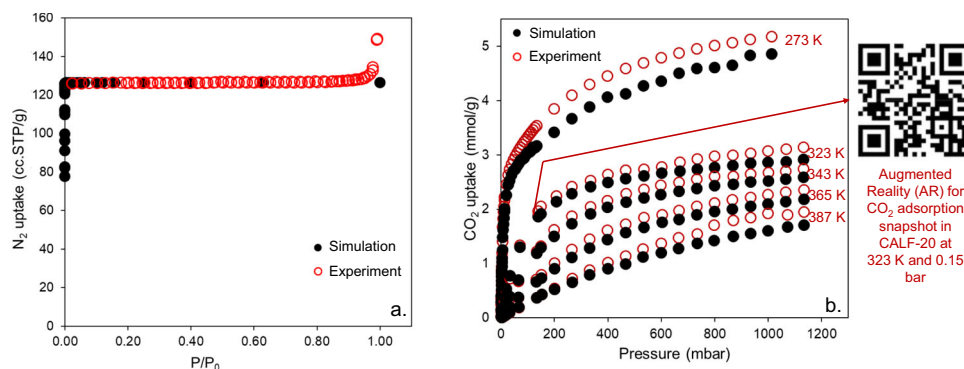 160
140
120
100
80
60
40
20
0
N₂ uptake (cc.STP/g)
0.00
0.20
0.40
0.60
0.80
1.00
P/P₀
Simulation
Experiment
a.
5
4
3
2
1
0
CO₂ uptake (mmol/g)
0
200
400
600
800
1000
1200
Pressure (mbar)
Simulation
Experiment
273 K
323 K
343 K
365 K
387 K
b.
Augmented
Reality (AR) for
CO₂ adsorption
snapshot in
CALF-20 at
323 K and 0.15
bar